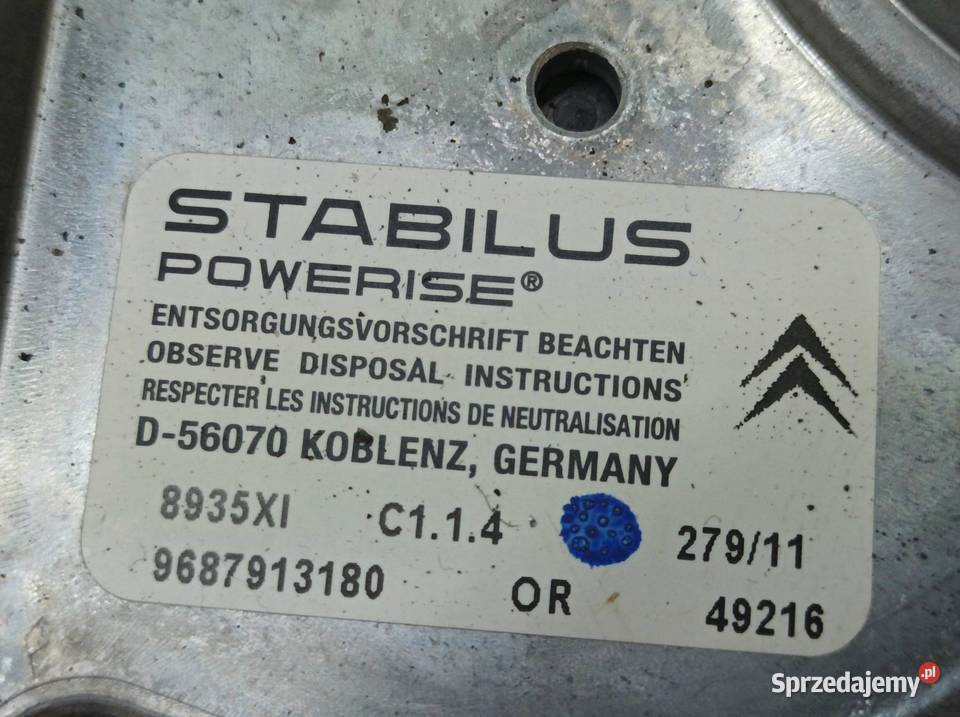 STABILUS
POWERISE®
ENTSORGUNGSVORSCHRIFT BEACHTEN
OBSERVE DISPOSAL INSTRUCTIONS
RESPECTER LES INSTRUCTIONS DE NEUTRALISATION
D-56070 KOBLENZ, GERMANY
8935XI C1.1.4 279/11
9687913180 OR 49216
Sprzedajemy.pl